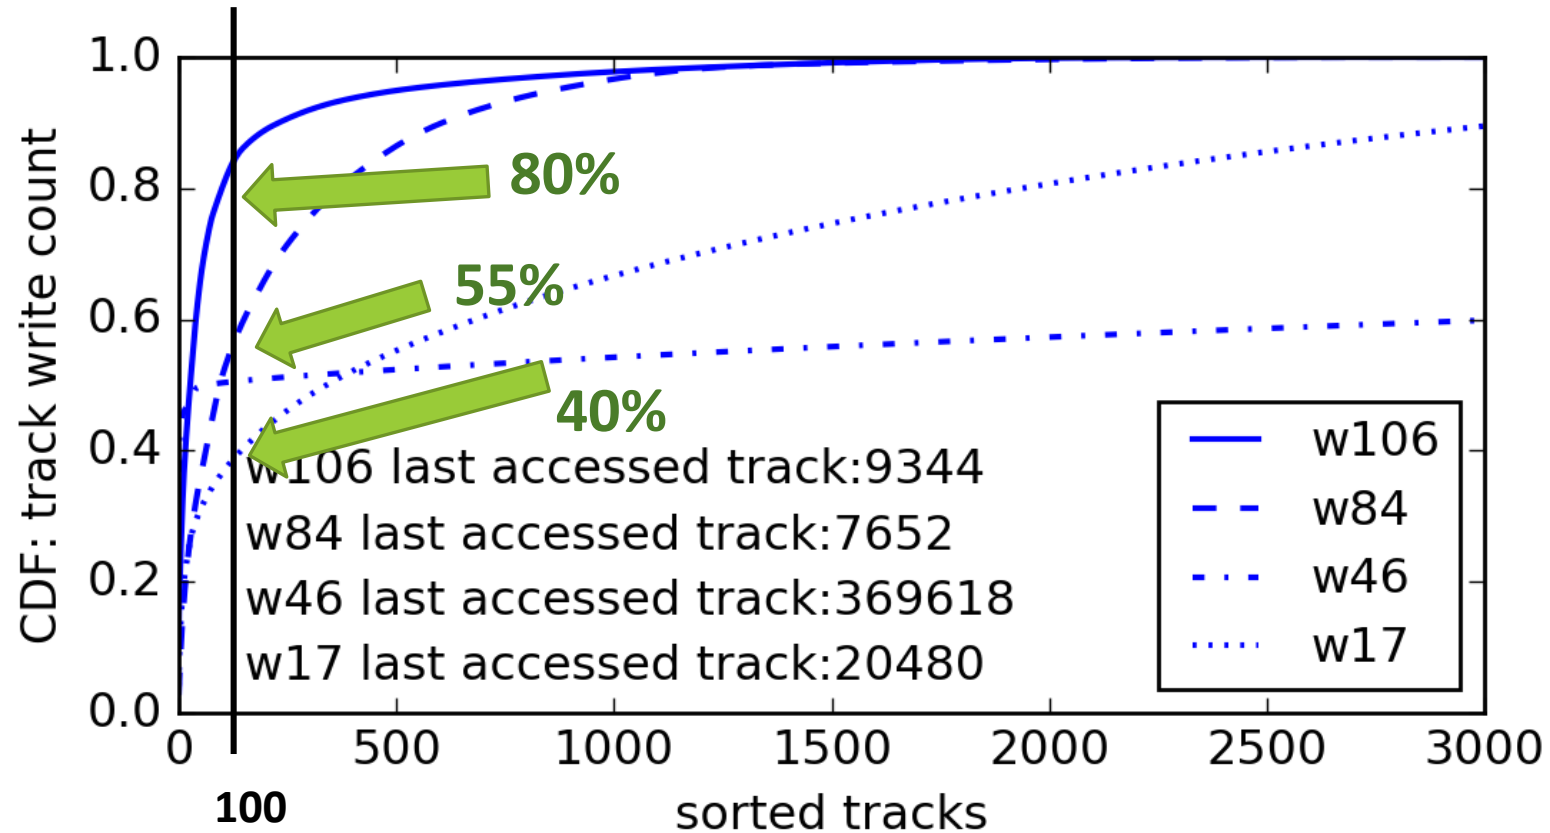 1.0
0.8
0.6
0.4
0.2
0.0
CDF: track write count
80%
55%
40%
w106 last accessed track:9344
w84 last accessed track:7652
w46 last accessed track:369618
w17 last accessed track:20480
w106
w84
w46
w17
0 500 1000 1500 2000 2500 3000
100
sorted tracks